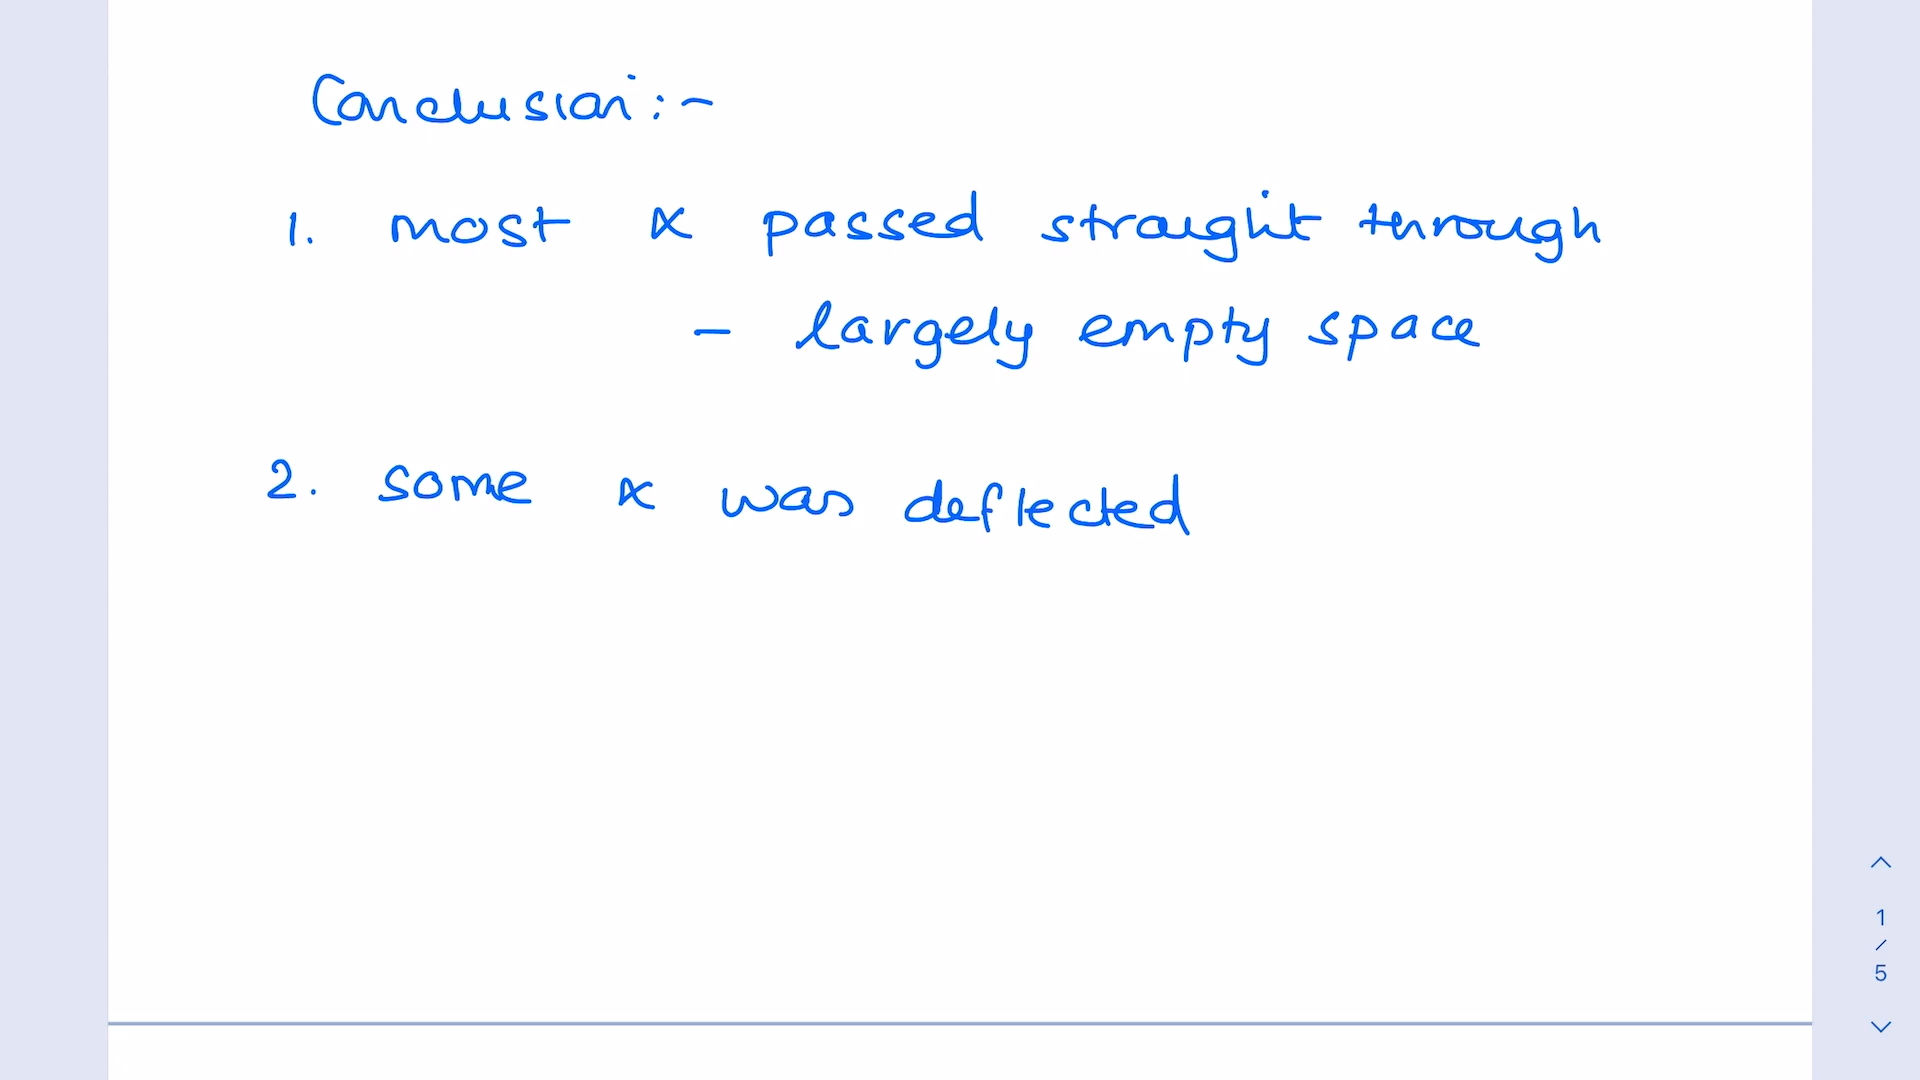 Conclusion:-
1. most α passed straight through
- largely empty space
2. some α was deflected
1
/
5